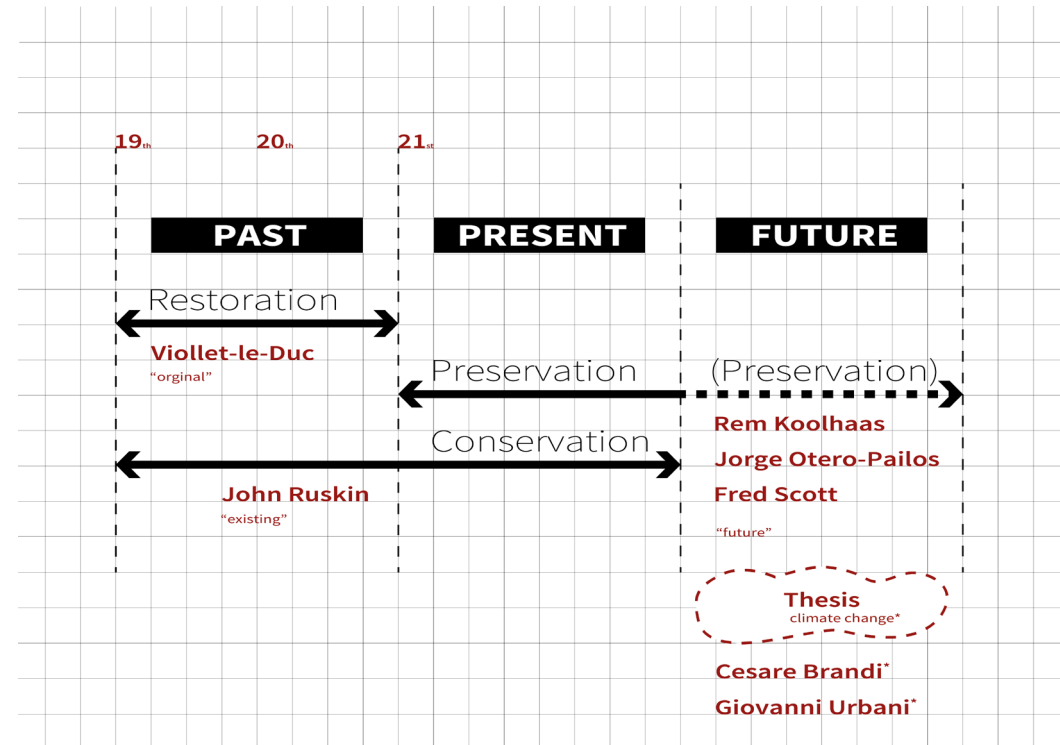 19th 20th 21st
PAST PRESENT FUTURE
Restoration
Viollet-le-Duc
“orginal”
Preservation (Preservation)
Rem Koolhaas
Conservation
Jorge Otero-Pailos
John Ruskin
Fred Scott
“existing”
“future”
Thesis
climate change*
Cesare Brandi*
Giovanni Urbani*